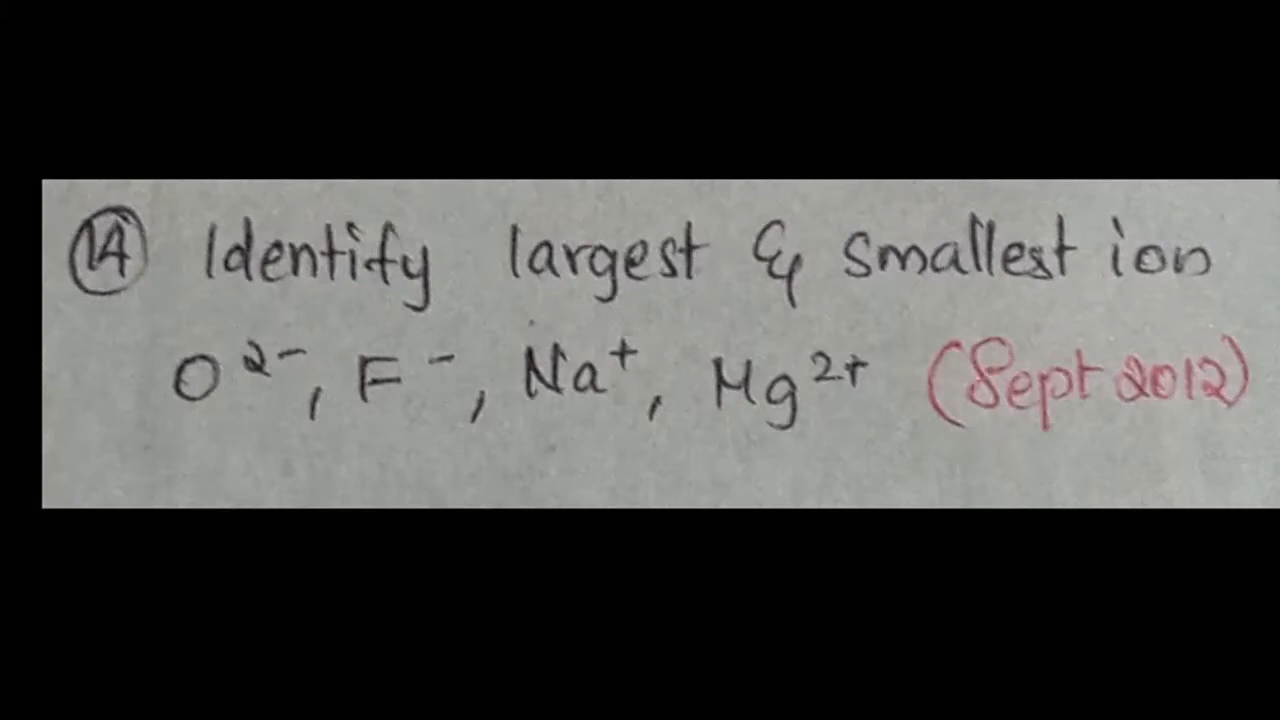 14 Identify largest & smallest ion
O²⁻, F⁻, Na⁺, Mg²⁺ (Sept 2012)